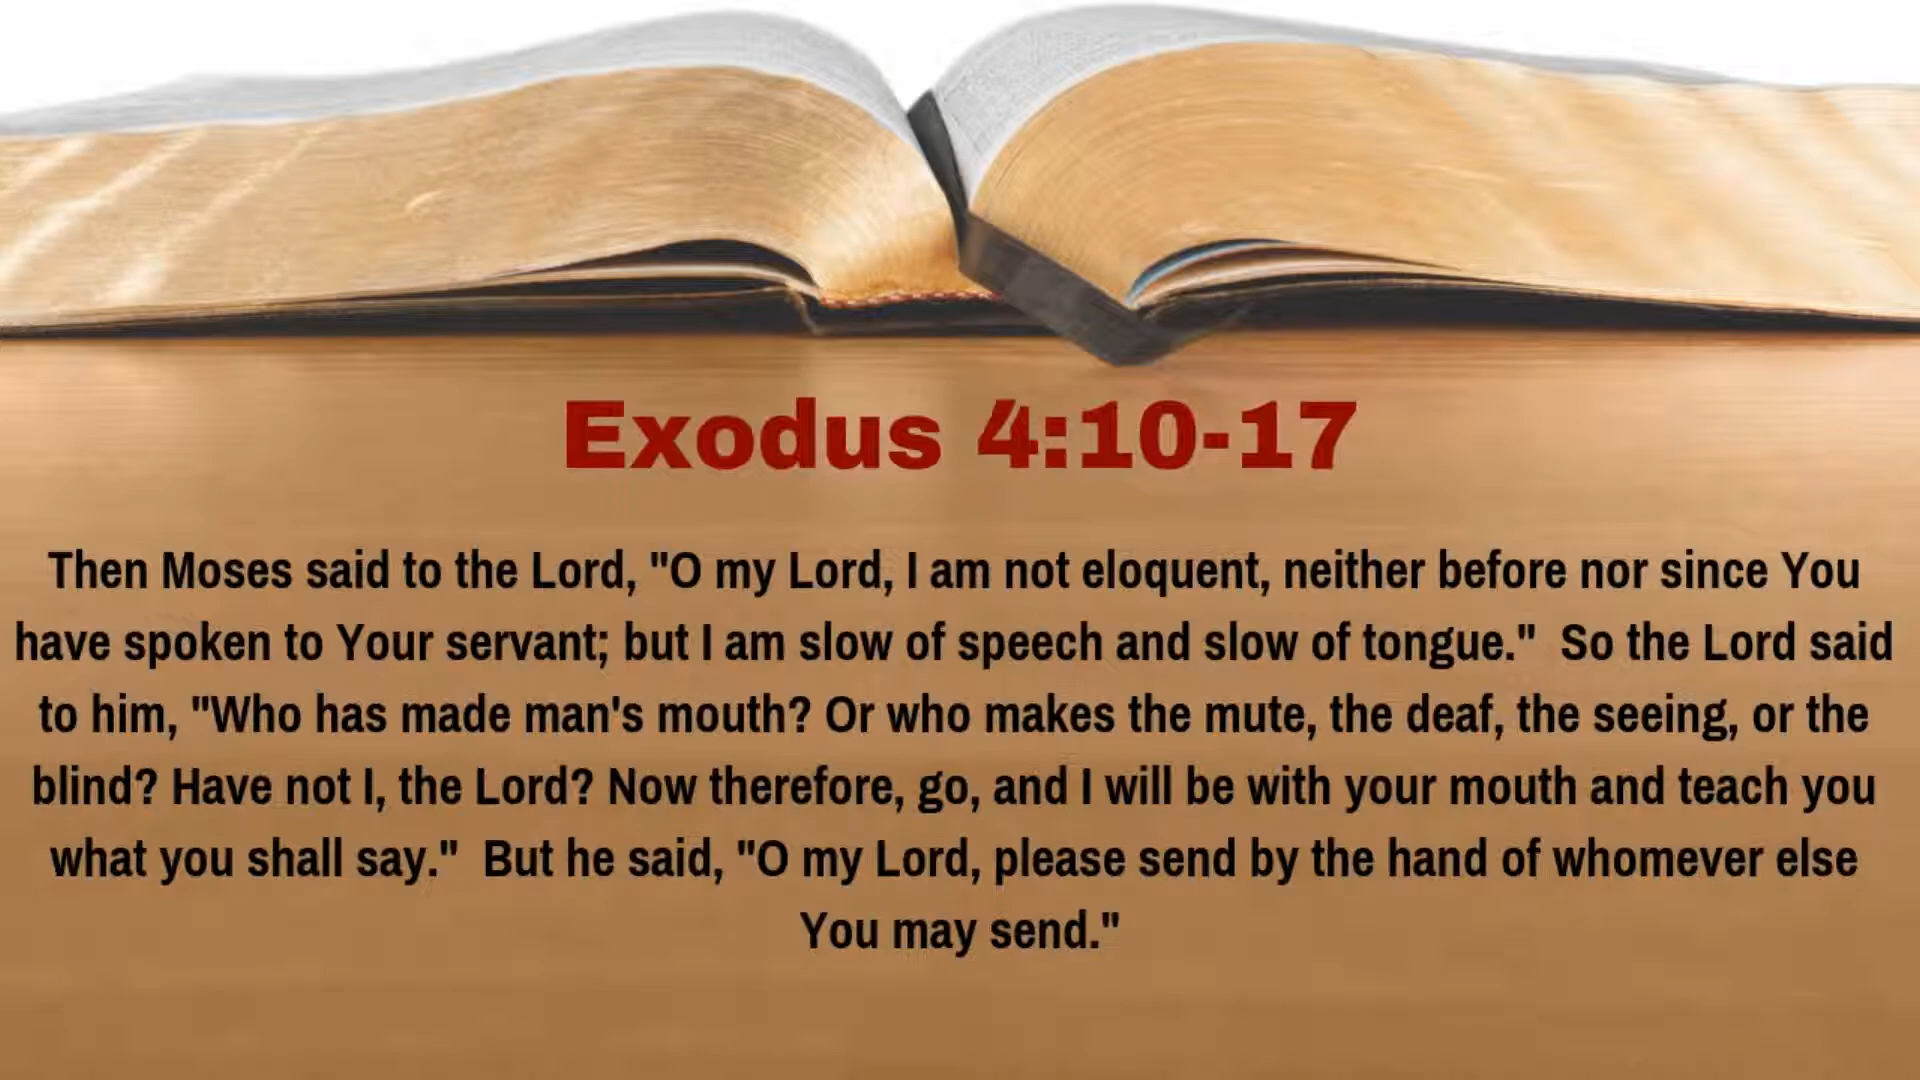 Exodus 4:10-17
Then Moses said to the Lord, "O my Lord, I am not eloquent, neither before nor since You
have spoken to Your servant; but I am slow of speech and slow of tongue."  So the Lord said
to him, "Who has made man's mouth? Or who makes the mute, the deaf, the seeing, or the
blind? Have not I, the Lord? Now therefore, go, and I will be with your mouth and teach you
what you shall say."  But he said, "O my Lord, please send by the hand of whomever else
You may send."